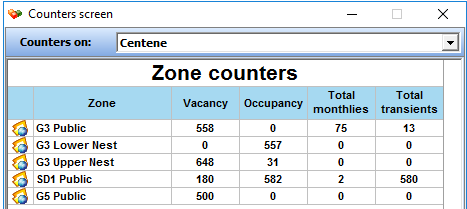 Counters screen
Counters on: Centene
Zone counters
Zone Vacancy Occupancy Total monthlies Total transients
G3 Public 558 0 75 13
G3 Lower Nest 0 557 0 0
G3 Upper Nest 648 31 0 0
SD1 Public 180 582 2 580
G5 Public 500 0 0 0